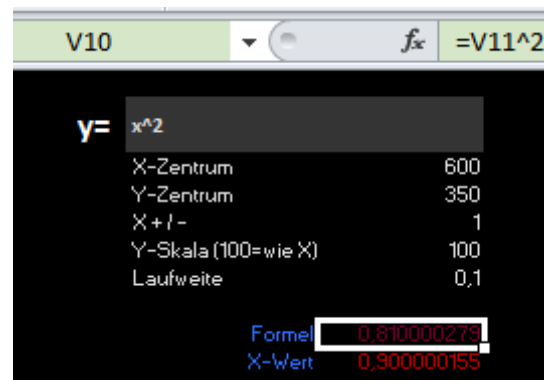 V10 fx =V11^2
y= x^2
X-Zentrum 600
Y-Zentrum 350
X + / - 1
Y-Skala (100=wie X) 100
Laufweite 0,1
Formel 0,810000279
X-Wert 0,900000155